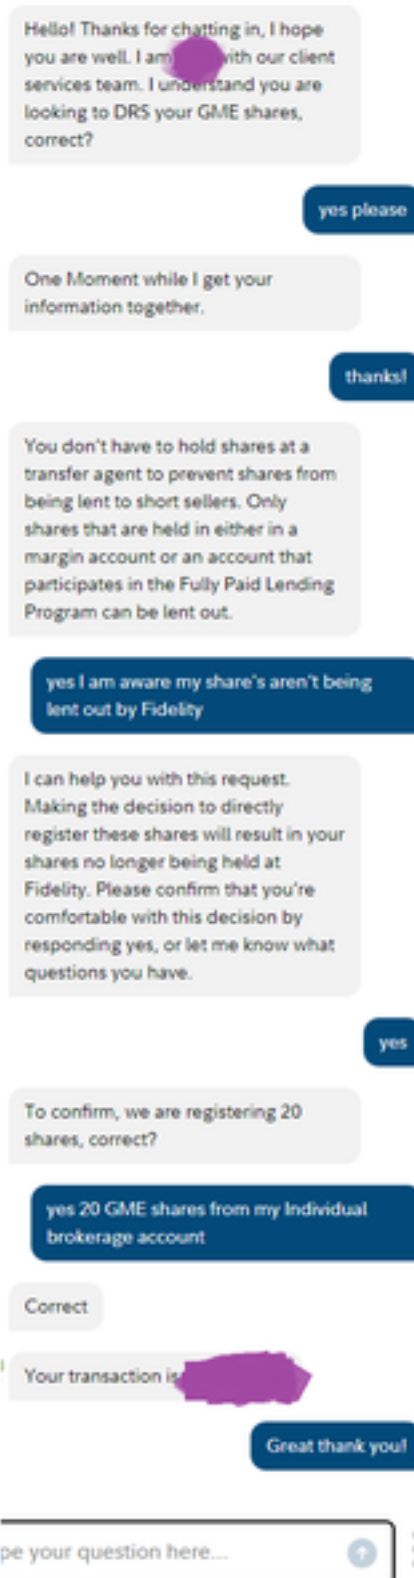 Hello! Thanks for chatting in, I hope
you are well. I am with our client
services team. I understand you are
looking to DRS your GME shares,
correct?
yes please
One Moment while I get your
information together.
thanks!
You don't have to hold shares at a
transfer agent to prevent shares from
being lent to short sellers. Only
shares that are held in either in a
margin account or an account that
participates in the Fully Paid Lending
Program can be lent out.
yes I am aware my share's aren't being
lent out by Fidelity
I can help you with this request.
Making the decision to directly
register these shares will result in your
shares no longer being held at
Fidelity. Please confirm that you're
comfortable with this decision by
responding yes, or let me know what
questions you have.
yes
To confirm, we are registering 20
shares, correct?
yes 20 GME shares from my Individual
brokerage account
Correct
Your transaction is
Great thank you!
pe your question here...